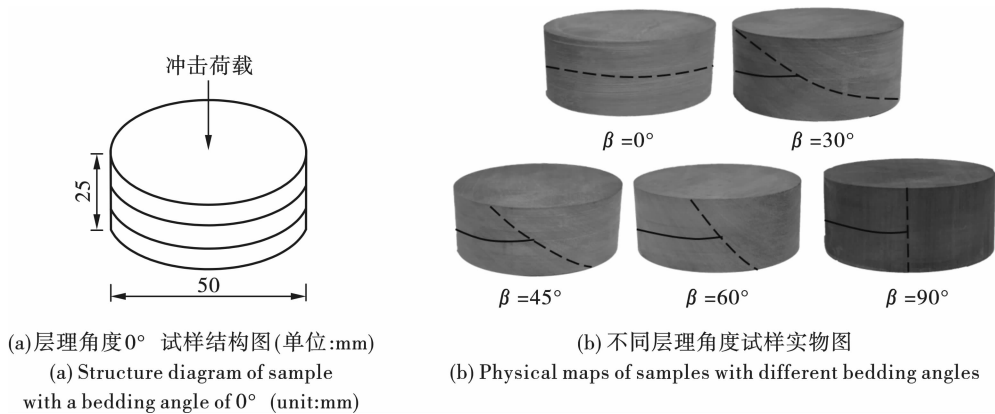 冲击荷载
25
50
(a)层理角度0° 试样结构图(单位:mm)
(a) Structure diagram of sample
with a bedding angle of 0° (unit:mm)
β =0°
β =30°
β =45°
β =60°
β =90°
(b) 不同层理角度试样实物图
(b) Physical maps of samples with different bedding angles